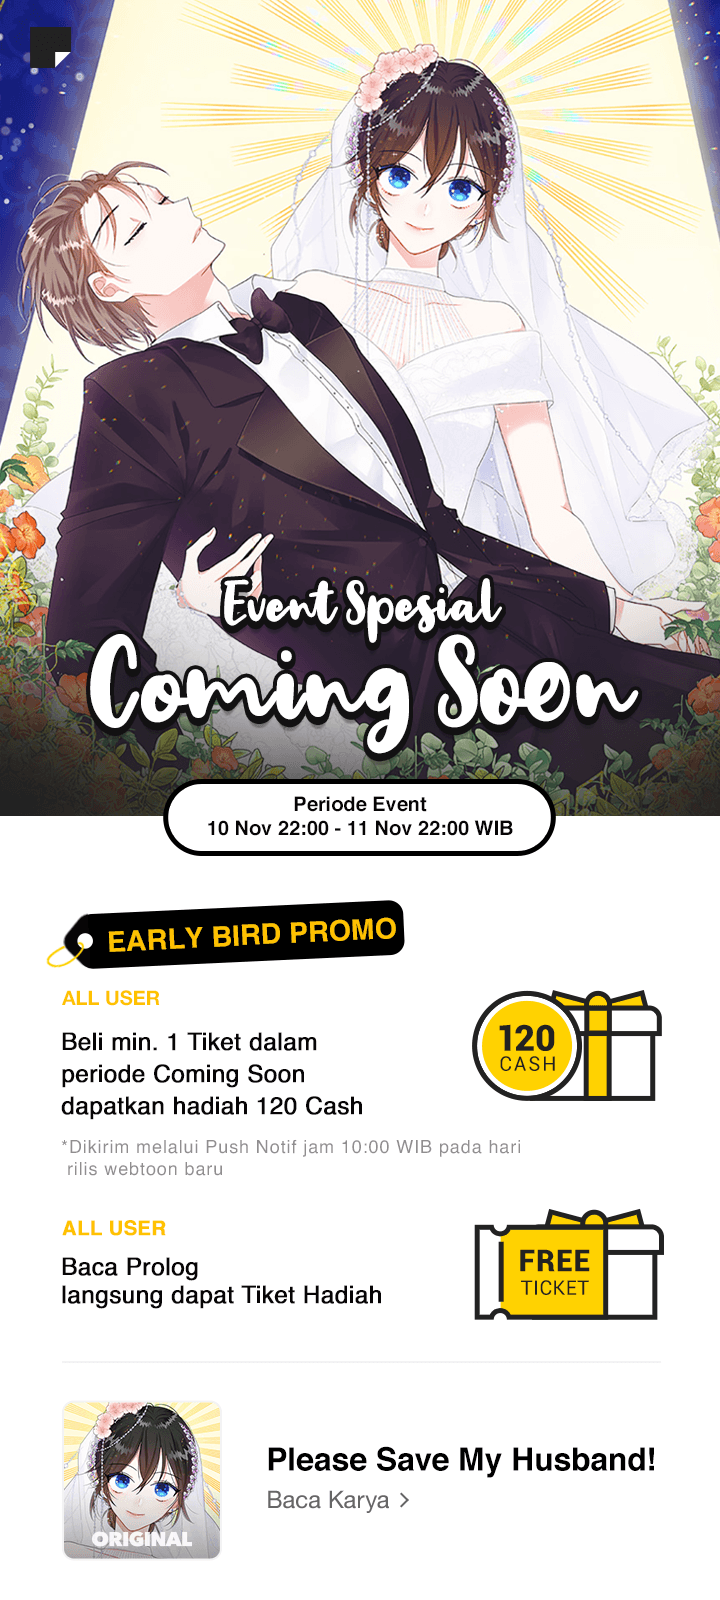 Event Spesial
Coming Soon
Periode Event
10 Nov 22:00 - 11 Nov 22:00 WIB
EARLY BIRD PROMO
ALL USER
Beli min. 1 Tiket dalam
periode Coming Soon
dapatkan hadiah 120 Cash
120
CASH
*Dikirim melalui Push Notif jam 10:00 WIB pada hari
rilis webtoon baru
ALL USER
Baca Prolog
langsung dapat Tiket Hadiah
FREE
TICKET
ORIGINAL
Please Save My Husband!
Baca Karya >